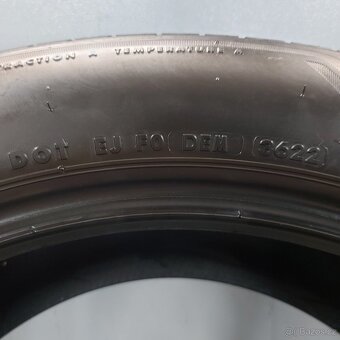 TRACTION A TEMPERATURE A
DOT EJ F0 (DEM) (3622)